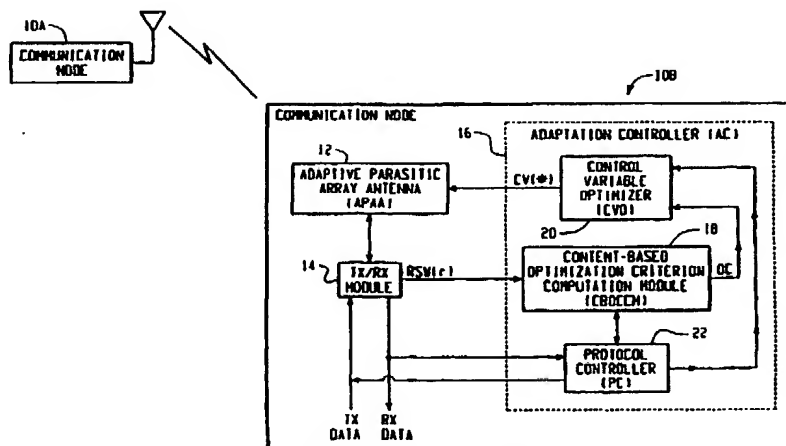 10A
COMMUNICATION
NODE
10B
COMMUNICATION NODE
16
ADAPTATION CONTROLLER (AC)
12
ADAPTIVE PARASITIC
ARRAY ANTENNA
(APAA)
CV(*)
CONTROL
VARIABLE
OPTIMIZER
(CVO)
20
18
14
TX/RX
MODULE
RSV(r)
CONTENT-BASED
OPTIMIZATION CRITERION
COMPUTATION MODULE
(CBOCCM)
OC
22
PROTOCOL
CONTROLLER
(PC)
TX
DATA
RX
DATA